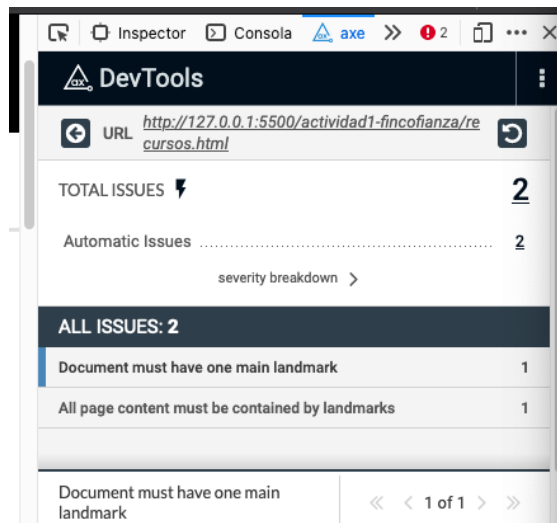 Inspector Consola axe 2
DevTools
URL http://127.0.0.1:5500/actividad1-fincofianza/re
cursos.html
TOTAL ISSUES 2
Automatic Issues 2
severity breakdown
ALL ISSUES: 2
Document must have one main landmark 1
All page content must be contained by landmarks 1
Document must have one main
landmark
1 of 1